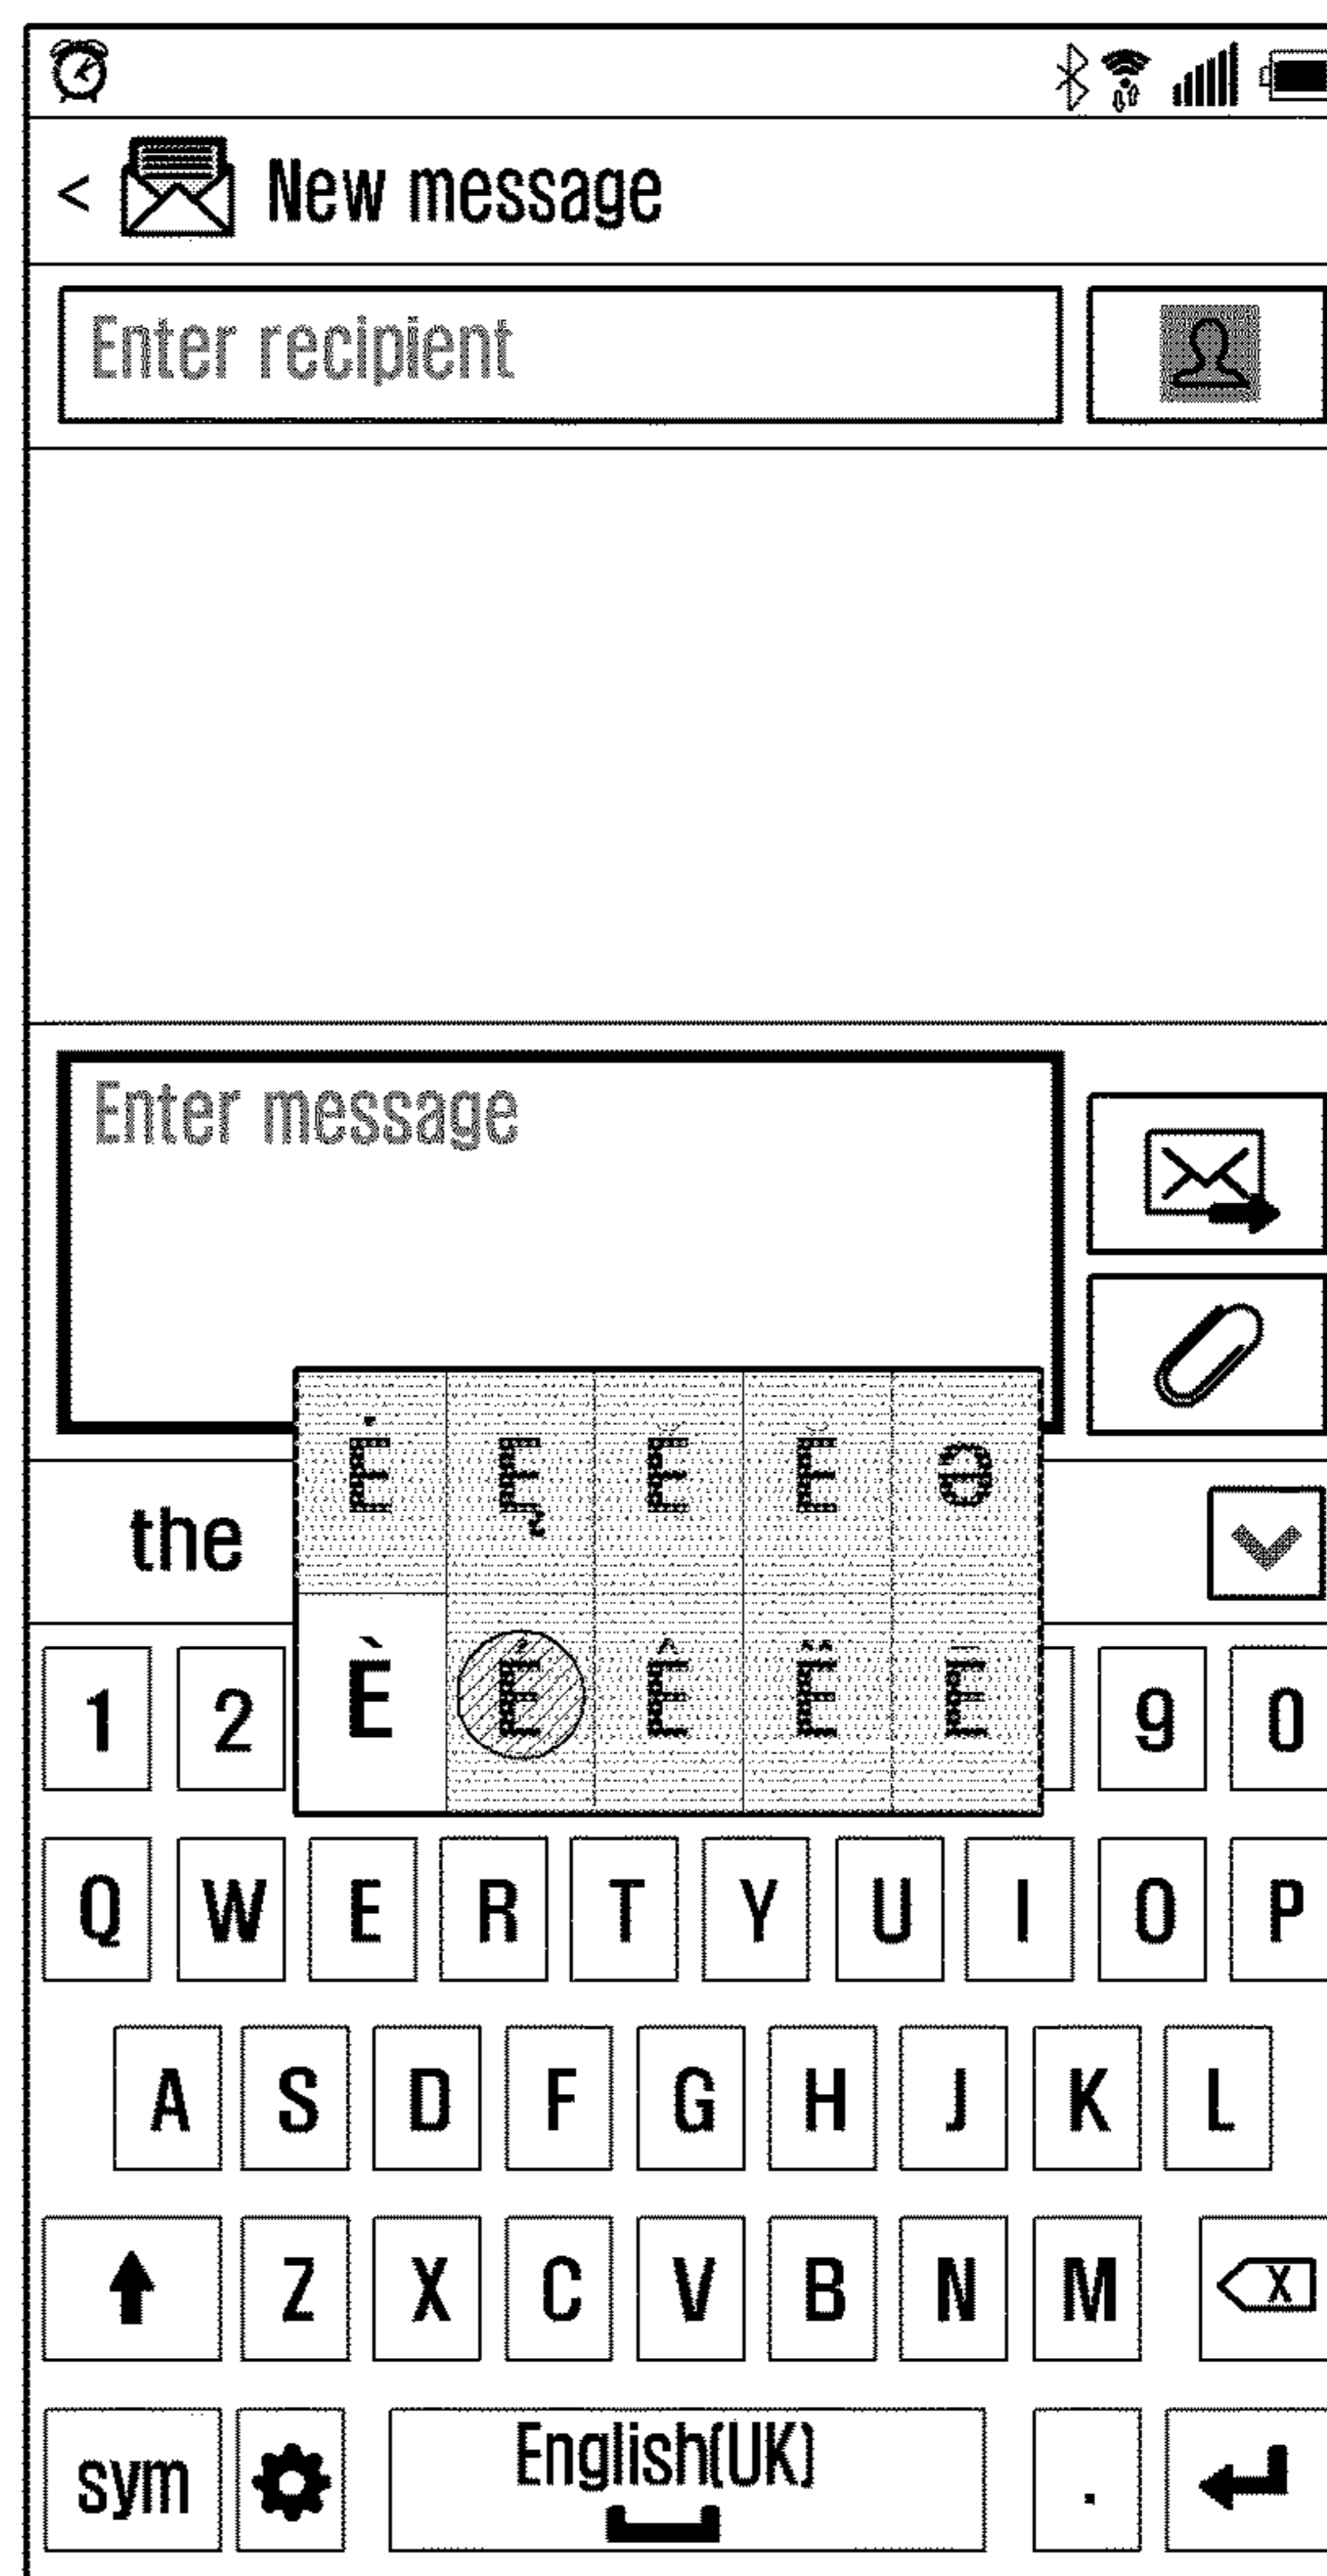 < New message
Enter recipient
Enter message
Ė Ę Ě Ĕ Ə
the
È É Ê Ë Ē
1 2 9 0
Q W E R T Y U I O P
A S D F G H J K L
Z X C V B N M X
sym English(UK) .